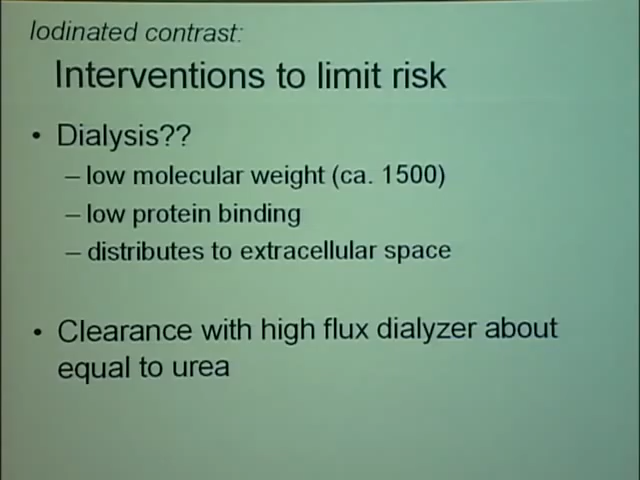 Iodinated contrast:
Interventions to limit risk
• Dialysis??
– low molecular weight (ca. 1500)
– low protein binding
– distributes to extracellular space
• Clearance with high flux dialyzer about
equal to urea